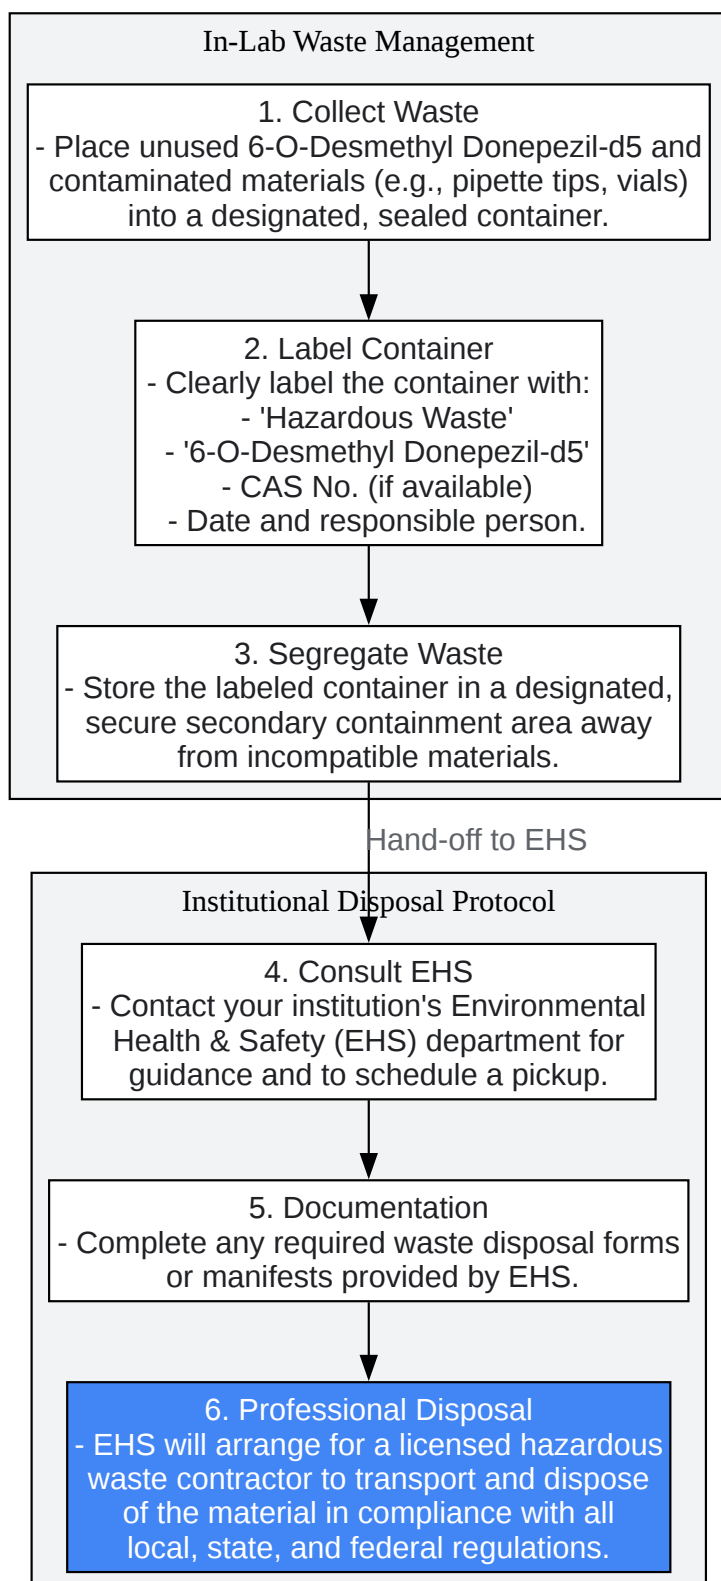 In-Lab Waste Management
1. Collect Waste
- Place unused 6-O-Desmethyl Donepezil-d5 and
contaminated materials (e.g., pipette tips, vials)
into a designated, sealed container.
2. Label Container
- Clearly label the container with:
- 'Hazardous Waste'
- '6-O-Desmethyl Donepezil-d5'
- CAS No. (if available)
- Date and responsible person.
3. Segregate Waste
- Store the labeled container in a designated,
secure secondary containment area away
from incompatible materials.
Hand-off to EHS
Institutional Disposal Protocol
4. Consult EHS
- Contact your institution's Environmental
Health & Safety (EHS) department for
guidance and to schedule a pickup.
5. Documentation
- Complete any required waste disposal forms
or manifests provided by EHS.
6. Professional Disposal
- EHS will arrange for a licensed hazardous
waste contractor to transport and dispose
of the material in compliance with all
local, state, and federal regulations.